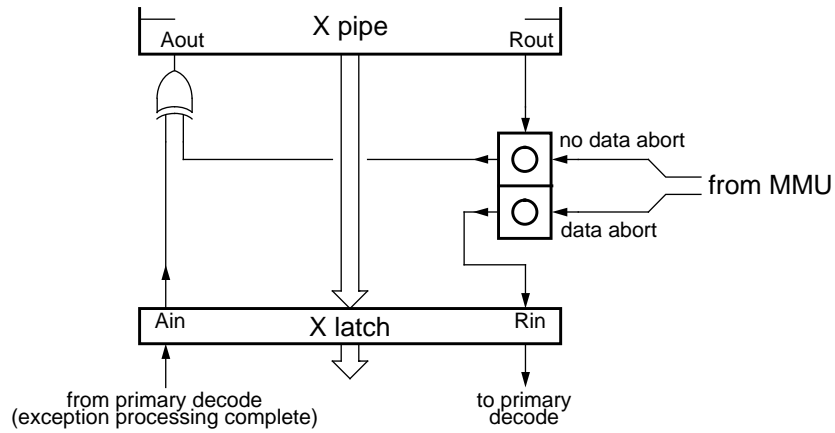 X pipe
Aout
Rout
no data abort
from MMU
data abort
Ain
X latch
Rin
from primary decode
(exception processing complete)
to primary
decode